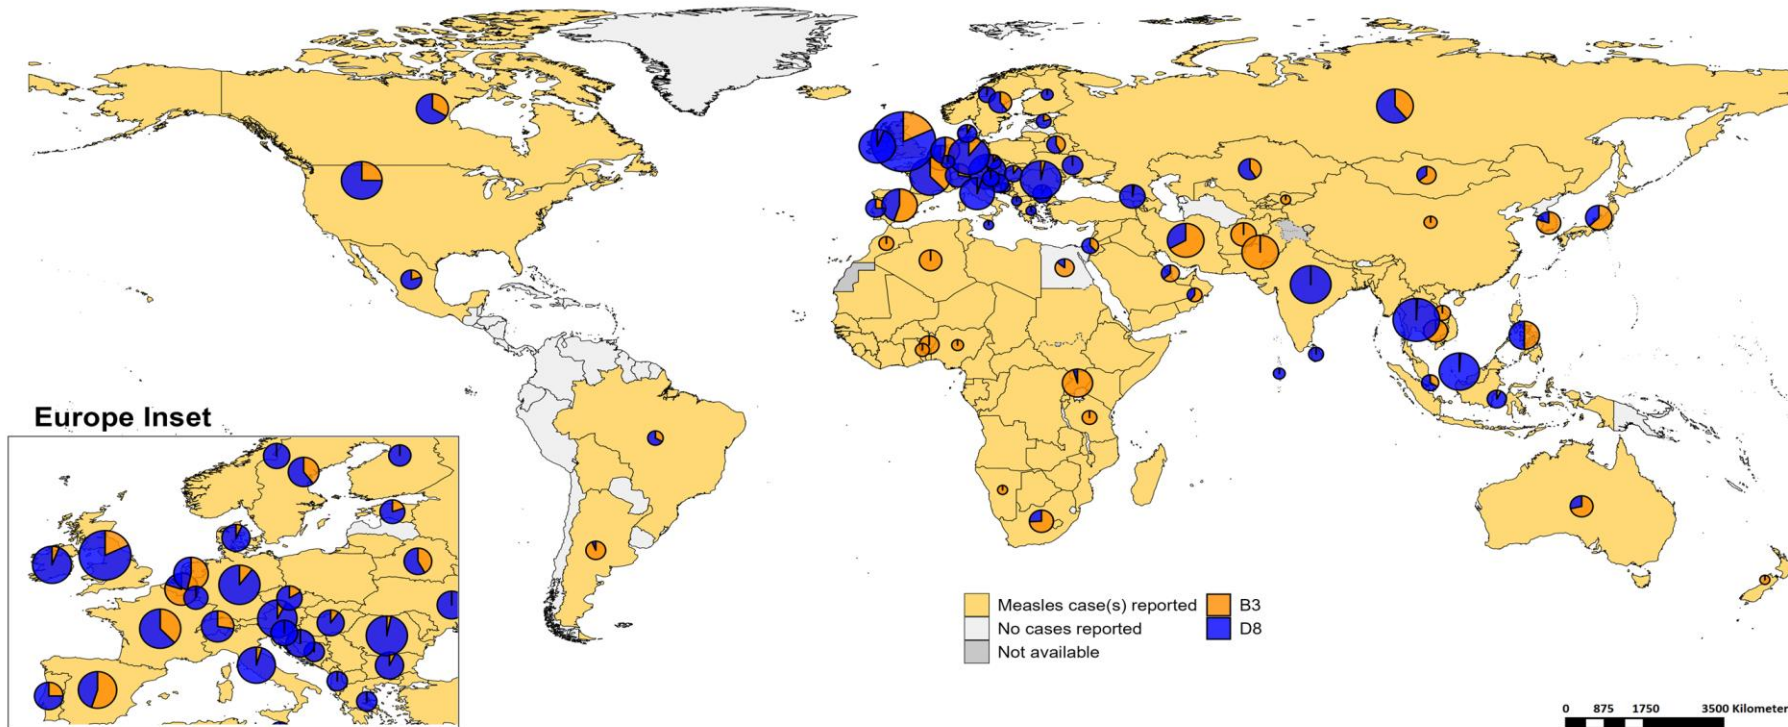 Europe Inset
Measles case(s) reported
No cases reported
Not available
B3
D8
0 875 1750 3500 Kilometer